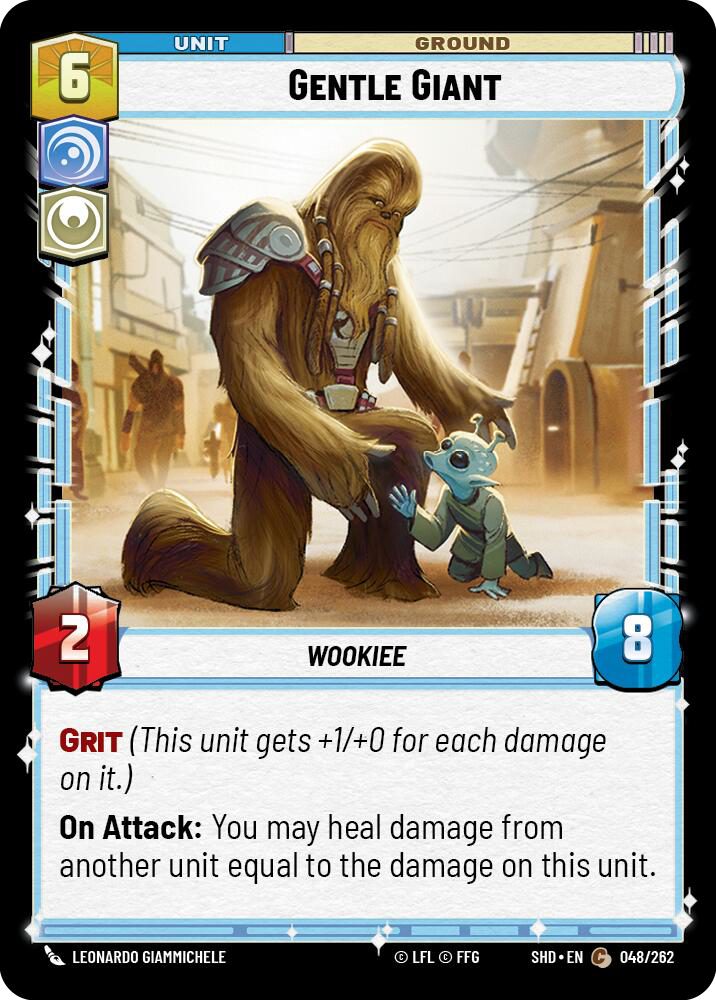 UNIT GROUND
6
GENTLE GIANT
2
WOOKIEE
8
GRIT (This unit gets +1/+0 for each damage
on it.)
On Attack: You may heal damage from
another unit equal to the damage on this unit.
LEONARDO GIAMMICHELE © LFL © FFG SHD • EN C 048/262